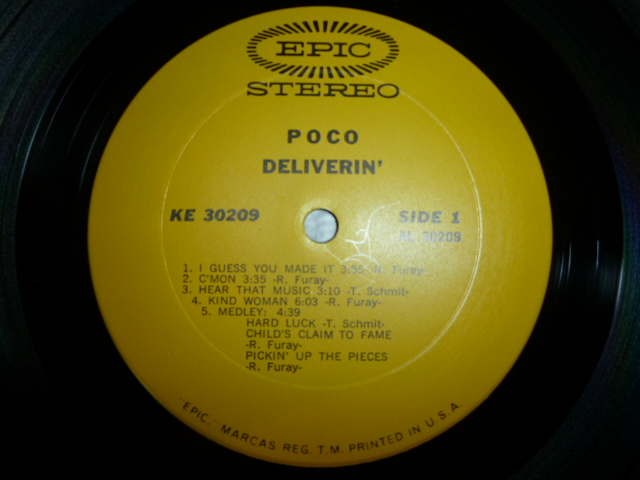 EPIC
STEREO
POCO
DELIVERIN'
KE 30209
SIDE 1
AL 30209
1. I GUESS YOU MADE IT 3:55 -R. Furay-
2. C'MON 3:35 -R. Furay-
3. HEAR THAT MUSIC 3:10 -T. Schmit-
4. KIND WOMAN 6:03 -R. Furay-
5. MEDLEY: 4:39
HARD LUCK -T. Schmit-
CHILD'S CLAIM TO FAME
-R. Furay-
PICKIN' UP THE PIECES
-R. Furay-
"EPIC," MARCAS REG. T.M. PRINTED IN U.S.A.